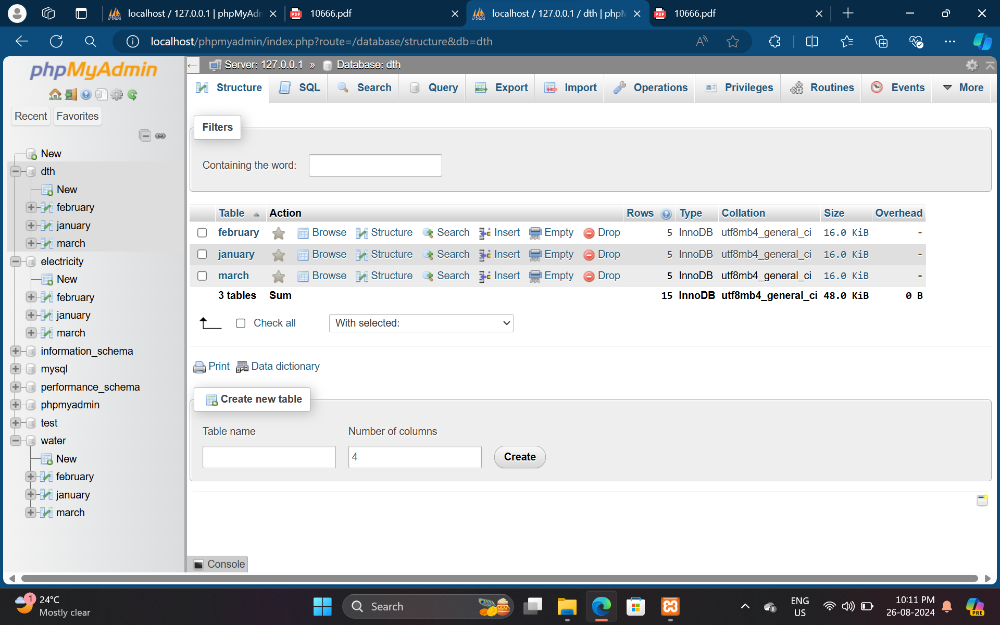 localhost / 127.0.0.1 | phpMyAdn
10666.pdf
localhost / 127.0.0.1 / dth | phpM
10666.pdf
localhost/phpmyadmin/index.php?route=/database/structure&db=dth
phpMyAdmin
Recent
Favorites
New
dth
New
february
january
march
electricity
New
february
january
march
information_schema
mysql
performance_schema
phpmyadmin
test
water
New
february
january
march
Server: 127.0.0.1 » Database: dth
Structure SQL Search Query Export Import Operations Privileges Routines Events More
Filters
Containing the word:
Table Action Rows Type Collation Size Overhead
february Browse Structure Search Insert Empty Drop 5 InnoDB utf8mb4_general_ci 16.0 KiB -
january Browse Structure Search Insert Empty Drop 5 InnoDB utf8mb4_general_ci 16.0 KiB -
march Browse Structure Search Insert Empty Drop 5 InnoDB utf8mb4_general_ci 16.0 KiB -
3 tables Sum 15 InnoDB utf8mb4_general_ci 48.0 KiB 0 B
Check all With selected:
Print Data dictionary
Create new table
Table name Number of columns
4 Create
Console
1
24°C
Mostly clear
Search
ENG
US
10:11 PM
26-08-2024
PRE